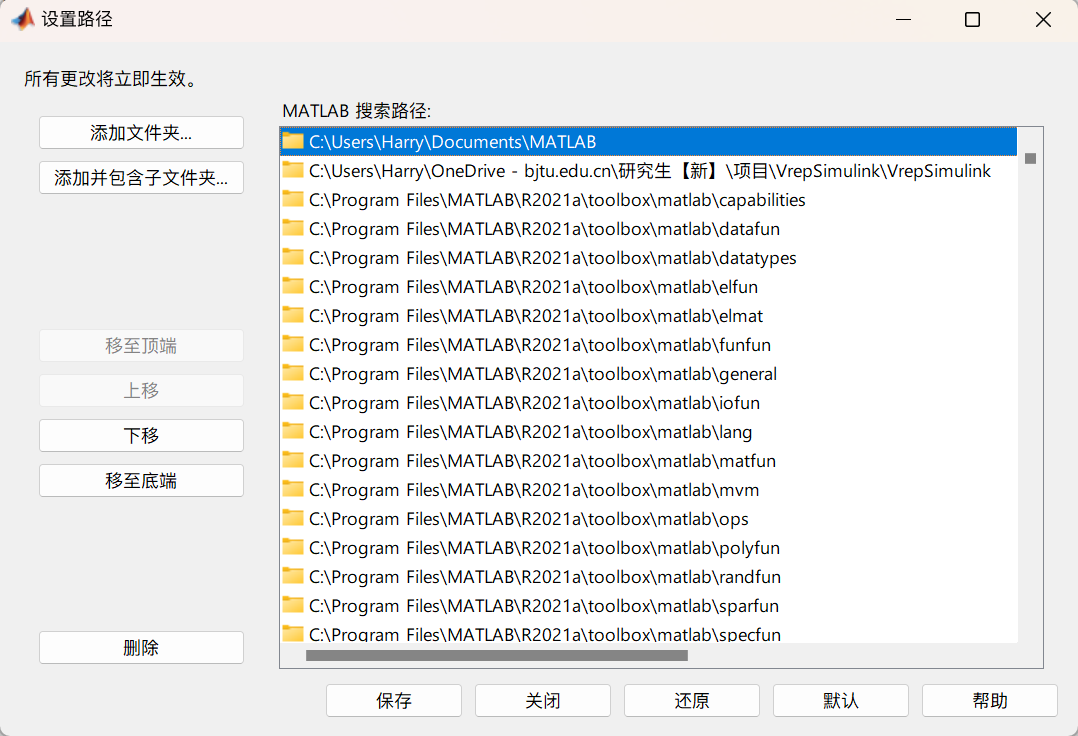 设置路径
所有更改将立即生效。
添加文件夹...
添加并包含子文件夹...
移至顶端
上移
下移
移至底端
删除
MATLAB 搜索路径:
C:\Users\Harry\Documents\MATLAB
C:\Users\Harry\OneDrive - bjtu.edu.cn\研究生【新】\项目\VrepSimulink\VrepSimulink
C:\Program Files\MATLAB\R2021a\toolbox\matlab\capabilities
C:\Program Files\MATLAB\R2021a\toolbox\matlab\datafun
C:\Program Files\MATLAB\R2021a\toolbox\matlab\datatypes
C:\Program Files\MATLAB\R2021a\toolbox\matlab\elfun
C:\Program Files\MATLAB\R2021a\toolbox\matlab\elmat
C:\Program Files\MATLAB\R2021a\toolbox\matlab\funfun
C:\Program Files\MATLAB\R2021a\toolbox\matlab\general
C:\Program Files\MATLAB\R2021a\toolbox\matlab\iofun
C:\Program Files\MATLAB\R2021a\toolbox\matlab\lang
C:\Program Files\MATLAB\R2021a\toolbox\matlab\matfun
C:\Program Files\MATLAB\R2021a\toolbox\matlab\mvm
C:\Program Files\MATLAB\R2021a\toolbox\matlab\ops
C:\Program Files\MATLAB\R2021a\toolbox\matlab\polyfun
C:\Program Files\MATLAB\R2021a\toolbox\matlab\randfun
C:\Program Files\MATLAB\R2021a\toolbox\matlab\sparfun
C:\Program Files\MATLAB\R2021a\toolbox\matlab\specfun
保存 关闭 还原 默认 帮助